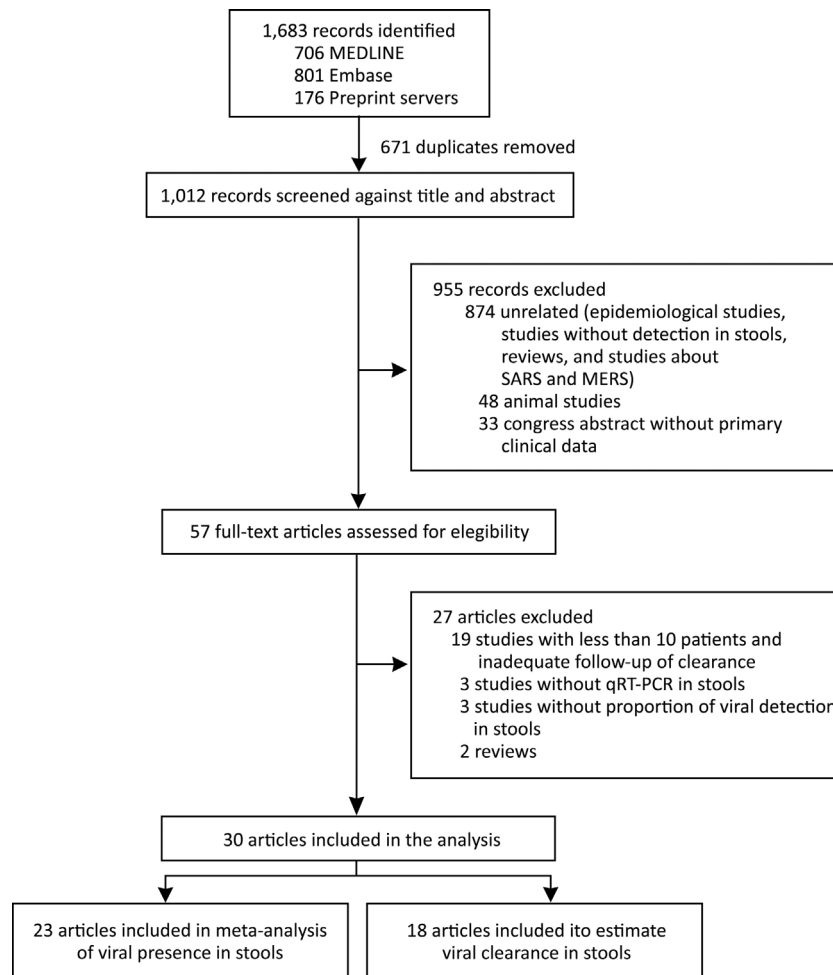 1,683 records identified
706 MEDLINE
801 Embase
176 Preprint servers
671 duplicates removed
1,012 records screened against title and abstract
955 records excluded
874 unrelated (epidemiological studies,
studies without detection in stools,
reviews, and studies about
SARS and MERS)
48 animal studies
33 congress abstract without primary
clinical data
57 full-text articles assessed for elegibility
27 articles excluded
19 studies with less than 10 patients and
inadequate follow-up of clearance
3 studies without qRT-PCR in stools
3 studies without proportion of viral detection
in stools
2 reviews
30 articles included in the analysis
23 articles included in meta-analysis
of viral presence in stools
18 articles included ito estimate
viral clearance in stools